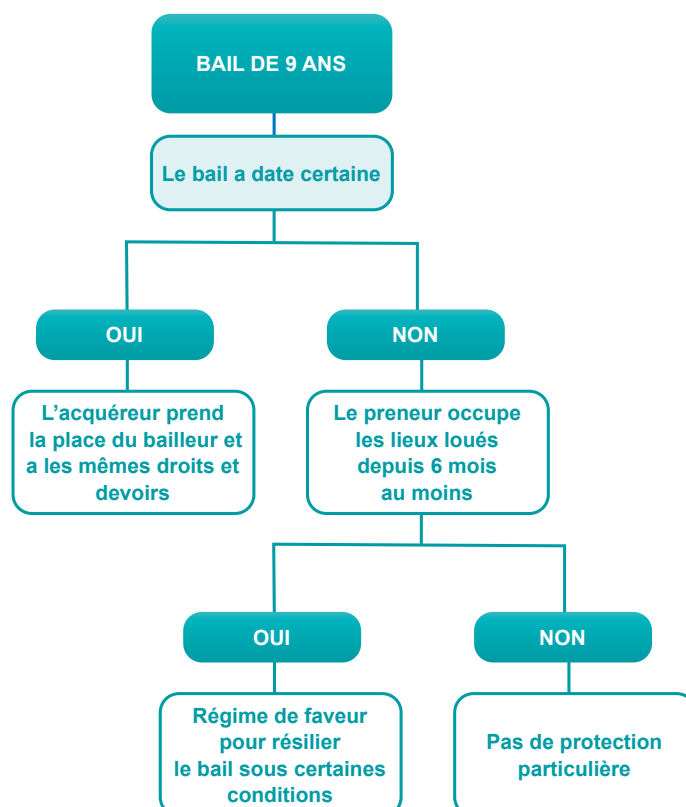 BAIL DE 9 ANS
Le bail a date certaine
OUI
NON
L’acquéreur prend
la place du bailleur et
a les mêmes droits et
devoirs
Le preneur occupe
les lieux loués
depuis 6 mois
au moins
OUI
NON
Régime de faveur
pour résilier
le bail sous certaines
conditions
Pas de protection
particulière